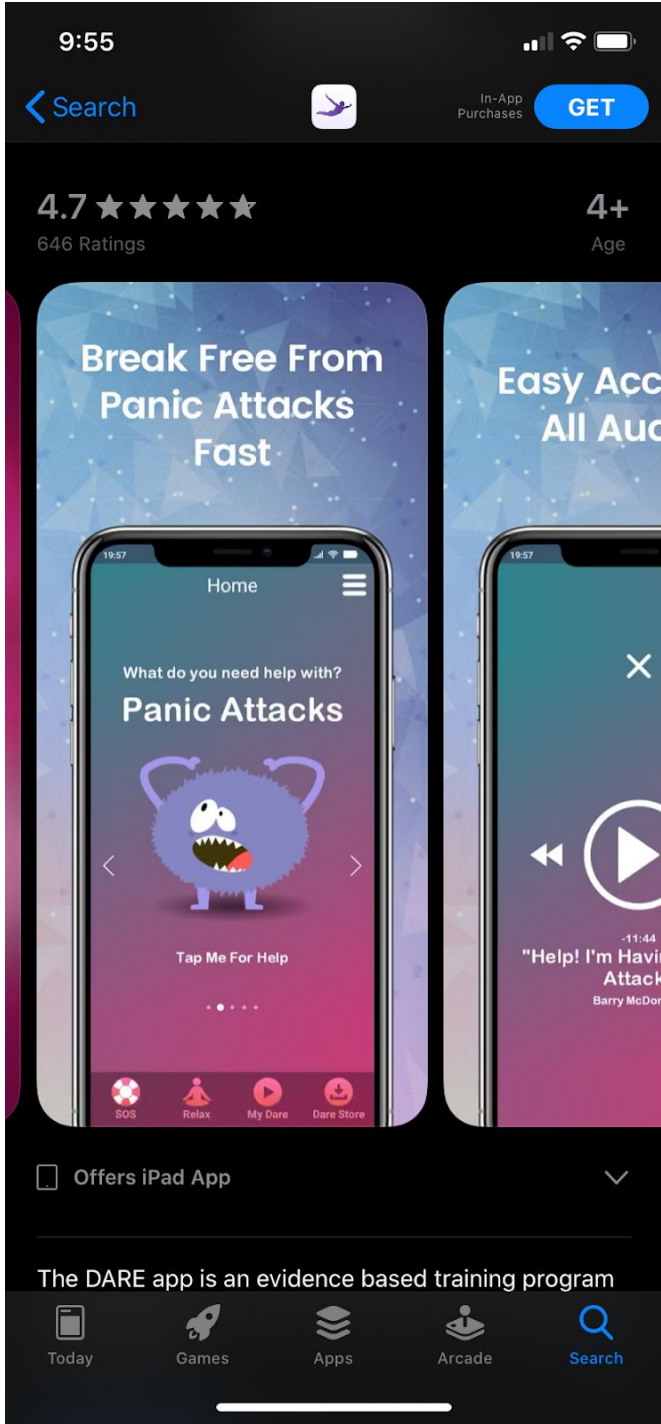 9:55
Search
In-App
Purchases
GET
4.7
4+
646 Ratings
Age
Break Free From
Panic Attacks
Fast
19:57
Home
What do you need help with?
Panic Attacks
Tap Me For Help
SOS
Relax
My Dare
Dare Store
Easy Acc
All Aud
19:57
-11:44
"Help! I'm Havi
Attack
Barry McDon
Offers iPad App
The DARE app is an evidence based training program
Today
Games
Apps
Arcade
Search